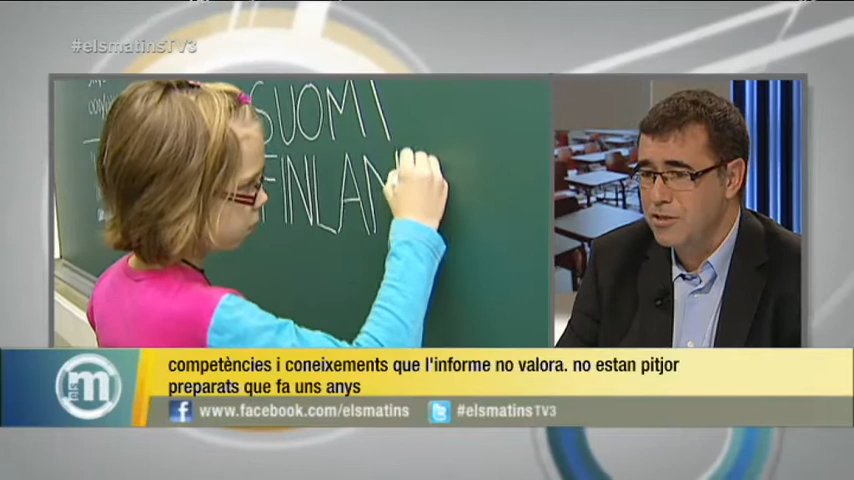 #elsmatinsTV3
SUOMI
FINLAN
competències i coneixements que l'informe no valora. no estan pitjor
preparats que fa uns anys
els m
www.facebook.com/elsmatins #elsmatinsTV3